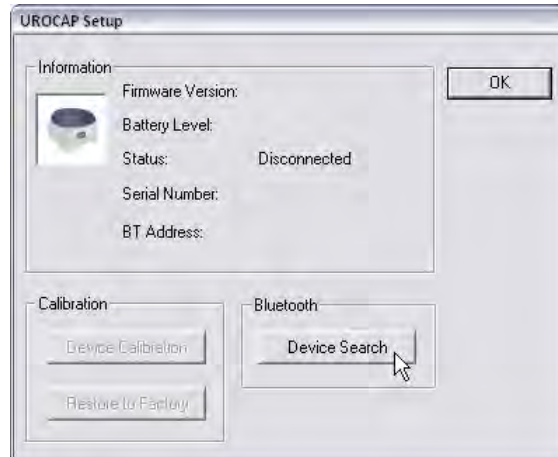 UROCAP Setup
Information
OK
Firmware Version:
Battery Level:
Status: Disconnected
Serial Number:
BT Address:
Calibration
Bluetooth
Device Calibration
Device Search
Restore to Factory